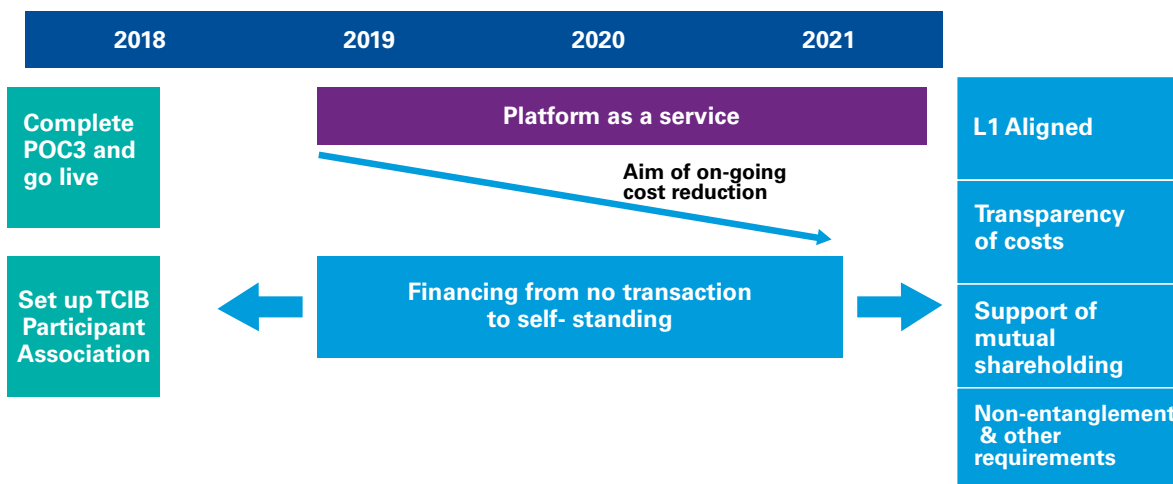 2018 2019 2020 2021
Complete
POC3 and
go live
Platform as a service
Aim of on-going
cost reduction
Set up TCIB
Participant
Association
Financing from no transaction
to self- standing
L1 Aligned
Transparency
of costs
Support of
mutual
shareholding
Non-entanglement
& other
requirements